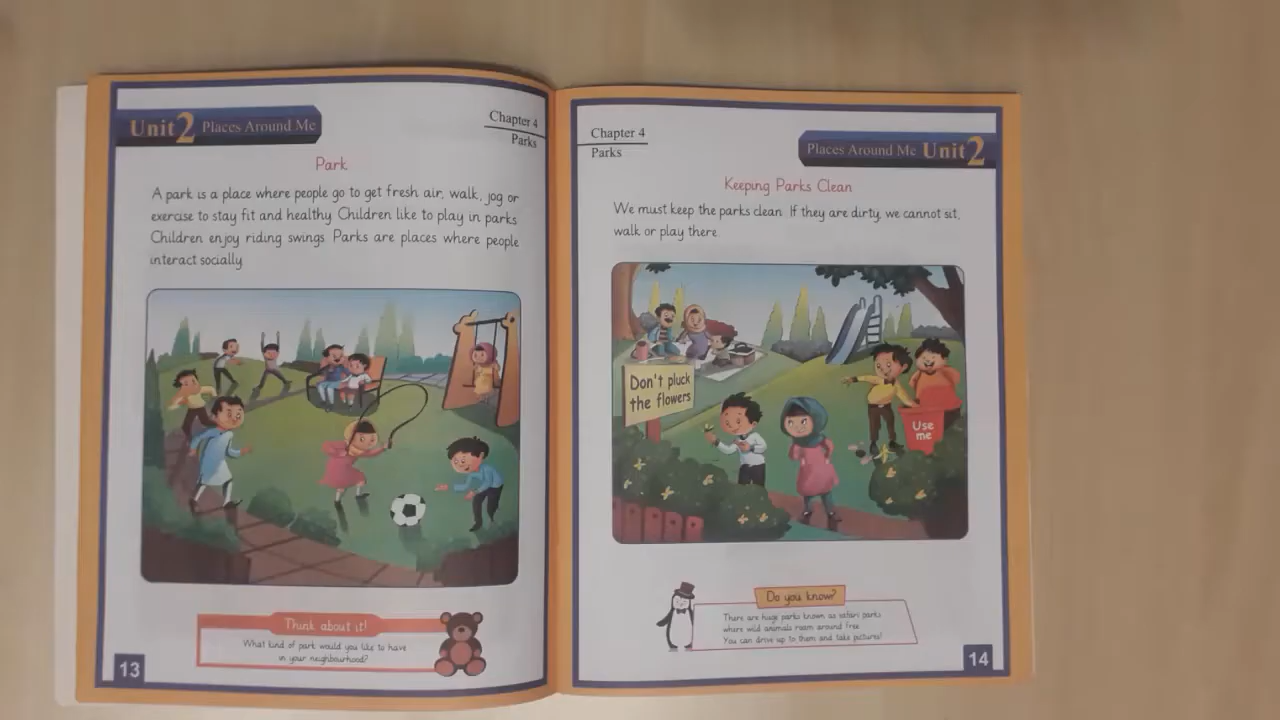 Unit 2 Places Around Me
Chapter 4
Parks
Park
A park is a place where people go to get fresh air, walk, jog or
exercise to stay fit and healthy. Children like to play in parks.
Children enjoy riding swings. Parks are places where people
interact socially.
Think about it!
What kind of park would you like to have
in your neighbourhood?
13
Chapter 4
Parks
Places Around Me Unit 2
Keeping Parks Clean
We must keep the parks clean. If they are dirty, we cannot sit,
walk or play there.
Don't pluck
the flowers
Use
me
Do you know?
There are huge parks known as safari parks
where wild animals roam around free.
You can drive up to them and take pictures!
14